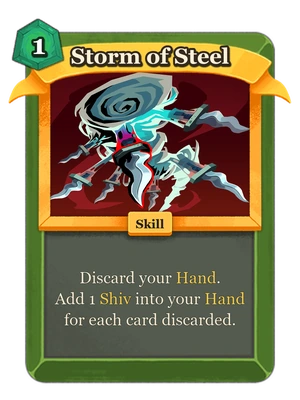 1
Storm of Steel
Skill
Discard your Hand.
Add 1 Shiv into your Hand
for each card discarded.